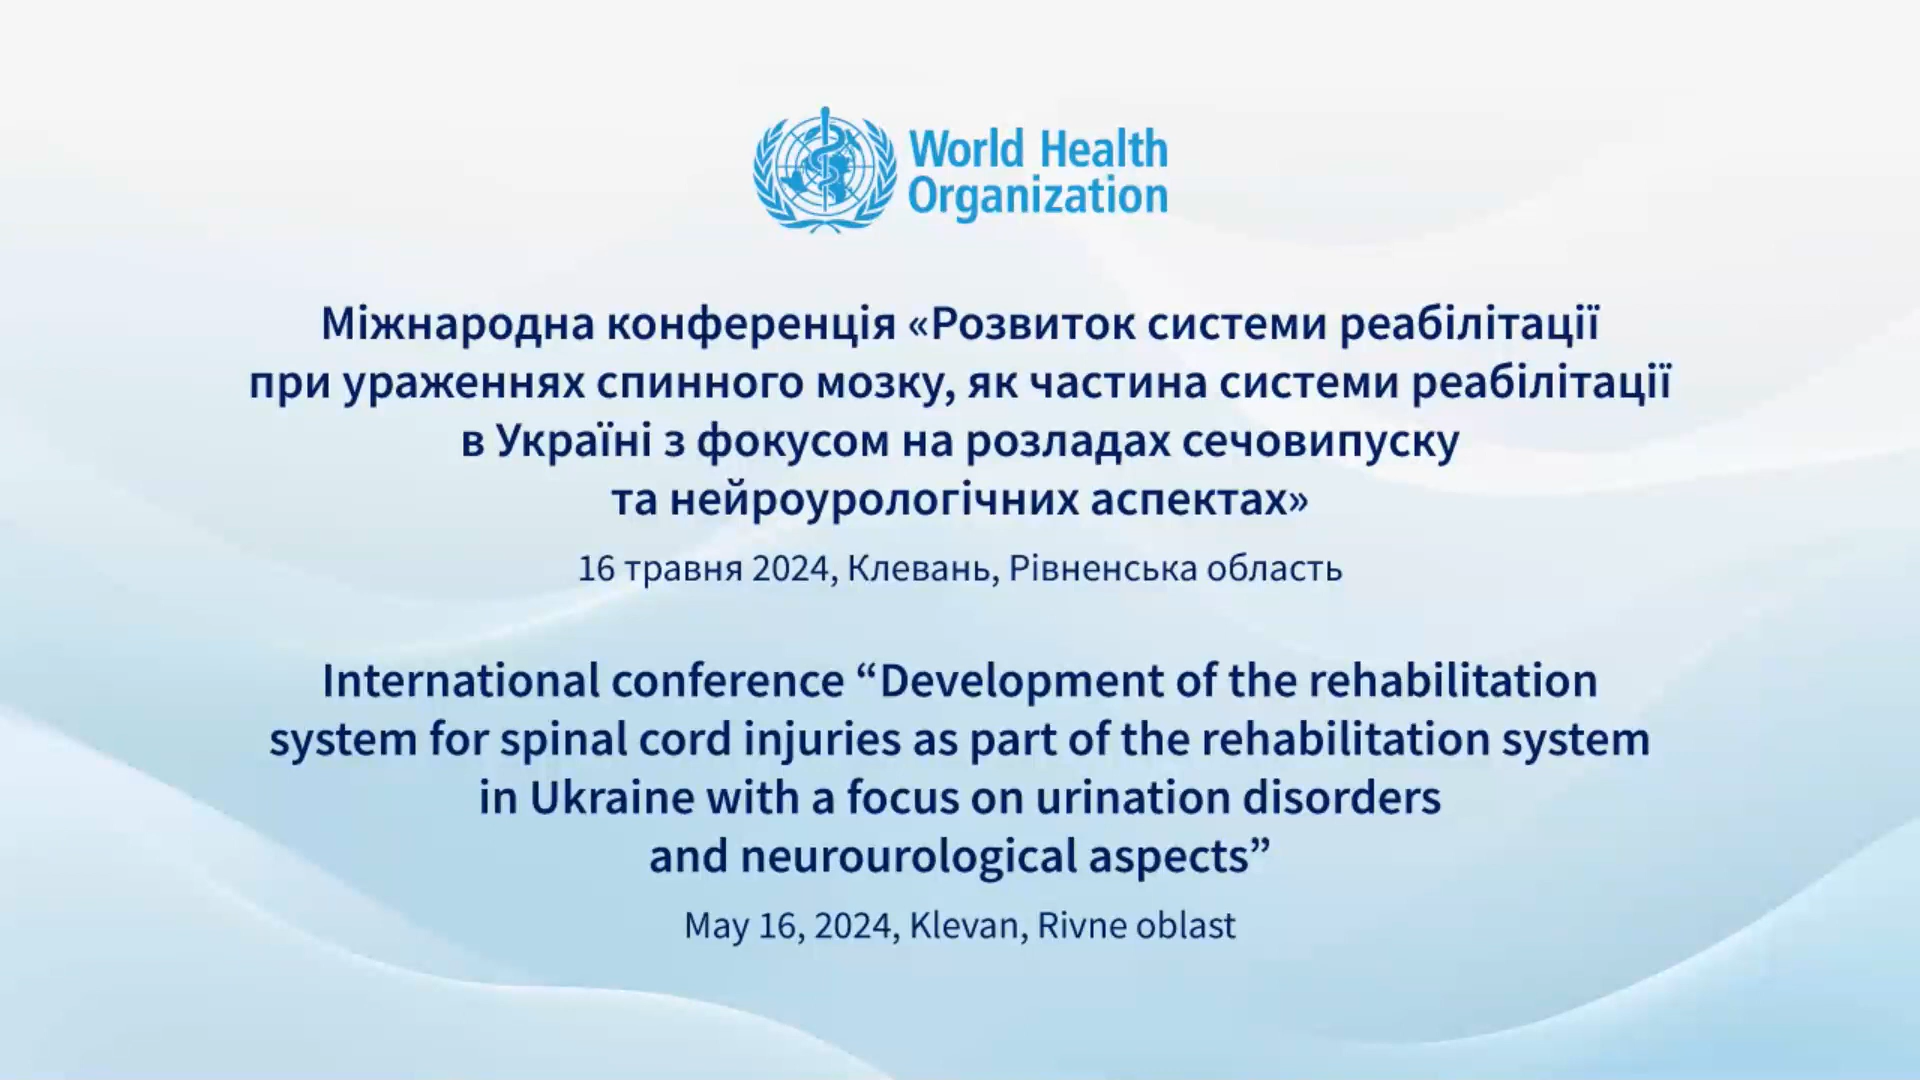 World Health
Organization
Міжнародна конференція «Розвиток системи реабілітації
при ураженнях спинного мозку, як частина системи реабілітації
в Україні з фокусом на розладах сечовипуску
та нейроурологічних аспектах»
16 травня 2024, Клевань, Рівненська область
International conference “Development of the rehabilitation
system for spinal cord injuries as part of the rehabilitation system
in Ukraine with a focus on urination disorders
and neurourological aspects”
May 16, 2024, Klevan, Rivne oblast